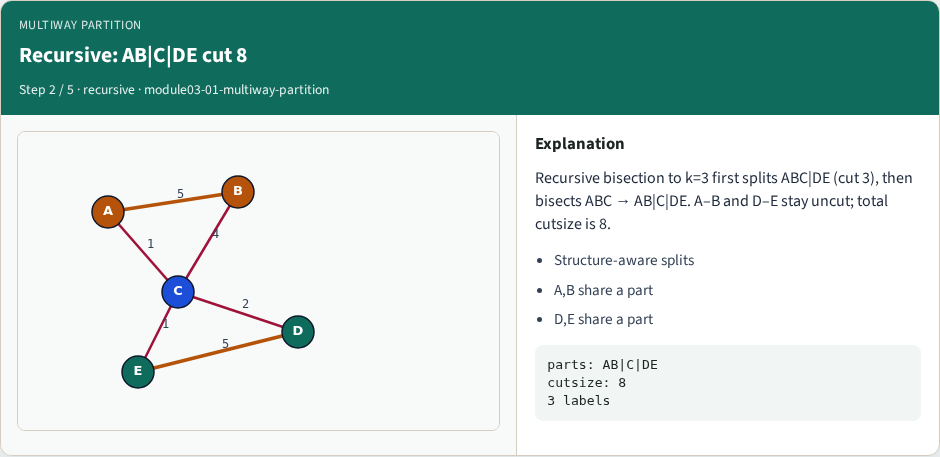 MULTIWAY PARTITION
Recursive: AB|C|DE cut 8
Step 2 / 5 · recursive · module03-01-multiway-partition
A
B
C
D
E
5
1
4
2
1
5
Explanation
Recursive bisection to k=3 first splits ABC|DE (cut 3), then
bisects ABC → AB|C|DE. A–B and D–E stay uncut; total
cutsize is 8.
• Structure-aware splits
• A,B share a part
• D,E share a part
parts: AB|C|DE
cutsize: 8
3 labels